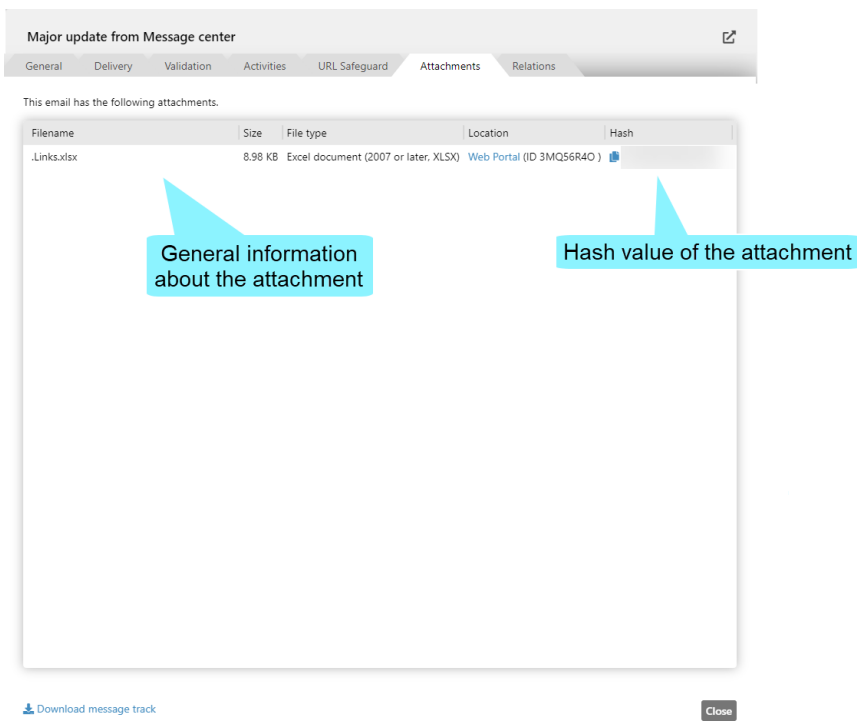 Major update from Message center
General Delivery Validation Activities URL Safeguard Attachments Relations
This email has the following attachments.
Filename Size File type Location Hash
.Links.xlsx 8.98 KB Excel document (2007 or later, XLSX) Web Portal (ID 3MQ56R4O )
General information
about the attachment
Hash value of the attachment
Download message track
Close